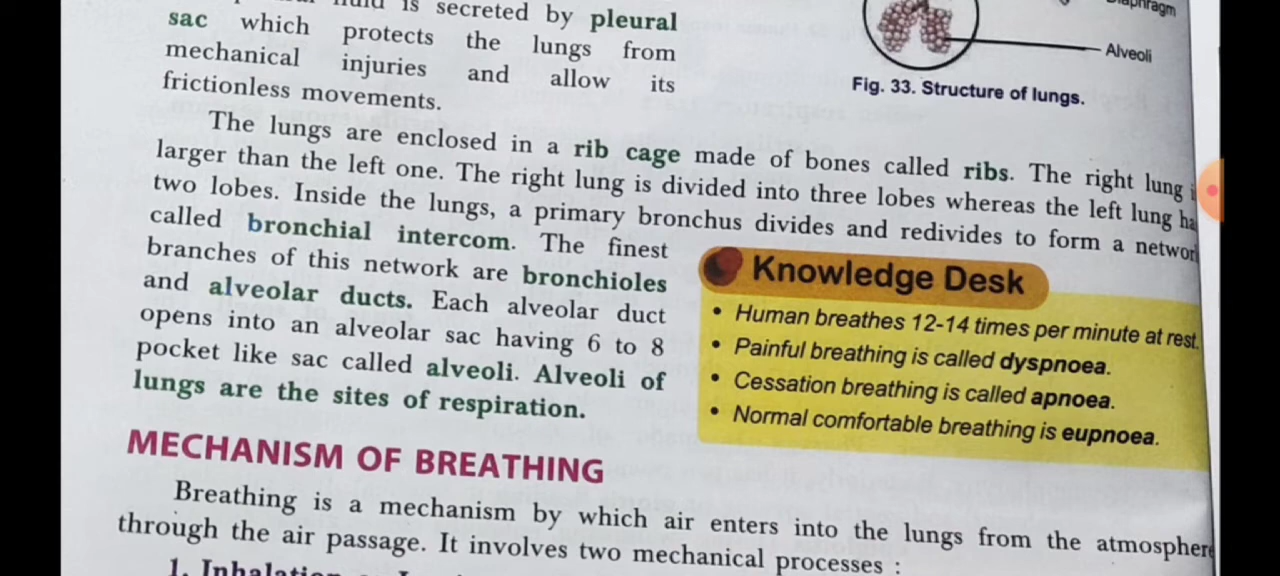 is secreted by pleural
sac which protects the lungs from
mechanical injuries and allow its
frictionless movements.
Alveoli
Fig. 33. Structure of lungs.
The lungs are enclosed in a rib cage made of bones called ribs. The right lung
larger than the left one. The right lung is divided into three lobes whereas the left lung
two lobes. Inside the lungs, a primary bronchus divides and redivides to form a
called bronchial intercom. The finest
branches of this network are bronchioles
and alveolar ducts. Each alveolar duct
opens into an alveolar sac having 6 to 8
pocket like sac called alveoli. Alveoli of
lungs are the sites of respiration.
Knowledge Desk
• Human breathes 12-14 times per minute at rest.
• Painful breathing is called dyspnoea.
• Cessation breathing is called apnoea.
• Normal comfortable breathing is eupnoea.
MECHANISM OF BREATHING
Breathing is a mechanism by which air enters into the lungs from the atmosphere
through the air passage. It involves two mechanical processes :
1. Inhalation